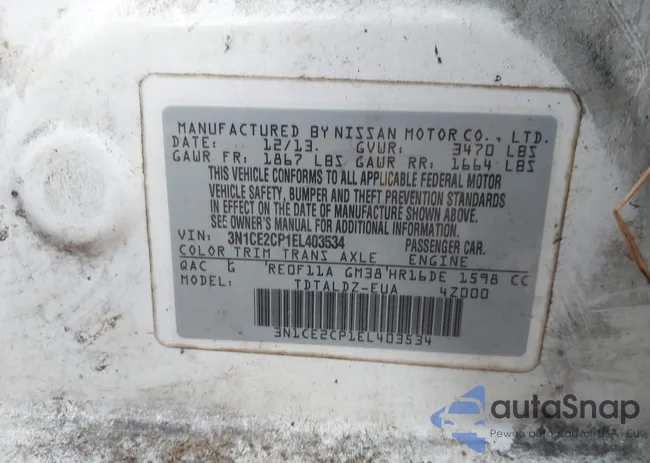 MANUFACTURED BY NISSAN MOTOR CO., LTD.
DATE: 12/13. GVWR: 3470 LBS
GAWR FR: 1867 LBS GAWR RR: 1664 LBS
THIS VEHICLE CONFORMS TO ALL APPLICABLE FEDERAL MOTOR
VEHICLE SAFETY, BUMPER AND THEFT PREVENTION STANDARDS
IN EFFECT ON THE DATE OF MANUFACTURE SHOWN ABOVE.
SEE OWNER'S MANUAL FOR ADDITIONAL INFORMATION.
VIN: 3N1CE2CP1EL403534 PASSENGER CAR.
COLOR TRIM TRANS AXLE ENGINE
QAC G RE0F11A GM38 HR16DE 1598 CC
MODEL: TDTALDZ-EUA 42000
3N1CE2CP1EL403534
autoSnap